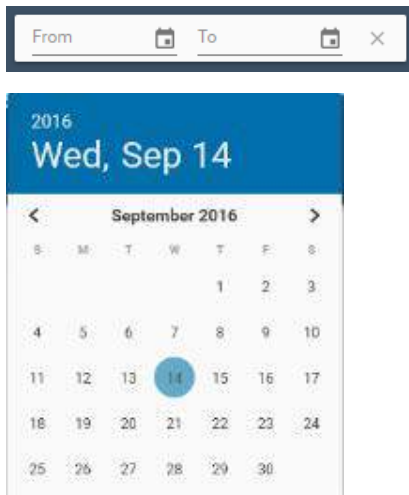 From To
2016
Wed, Sep 14
September 2016
S M T W T F S
1 2 3
4 5 6 7 8 9 10
11 12 13 14 15 16 17
18 19 20 21 22 23 24
25 26 27 28 29 30